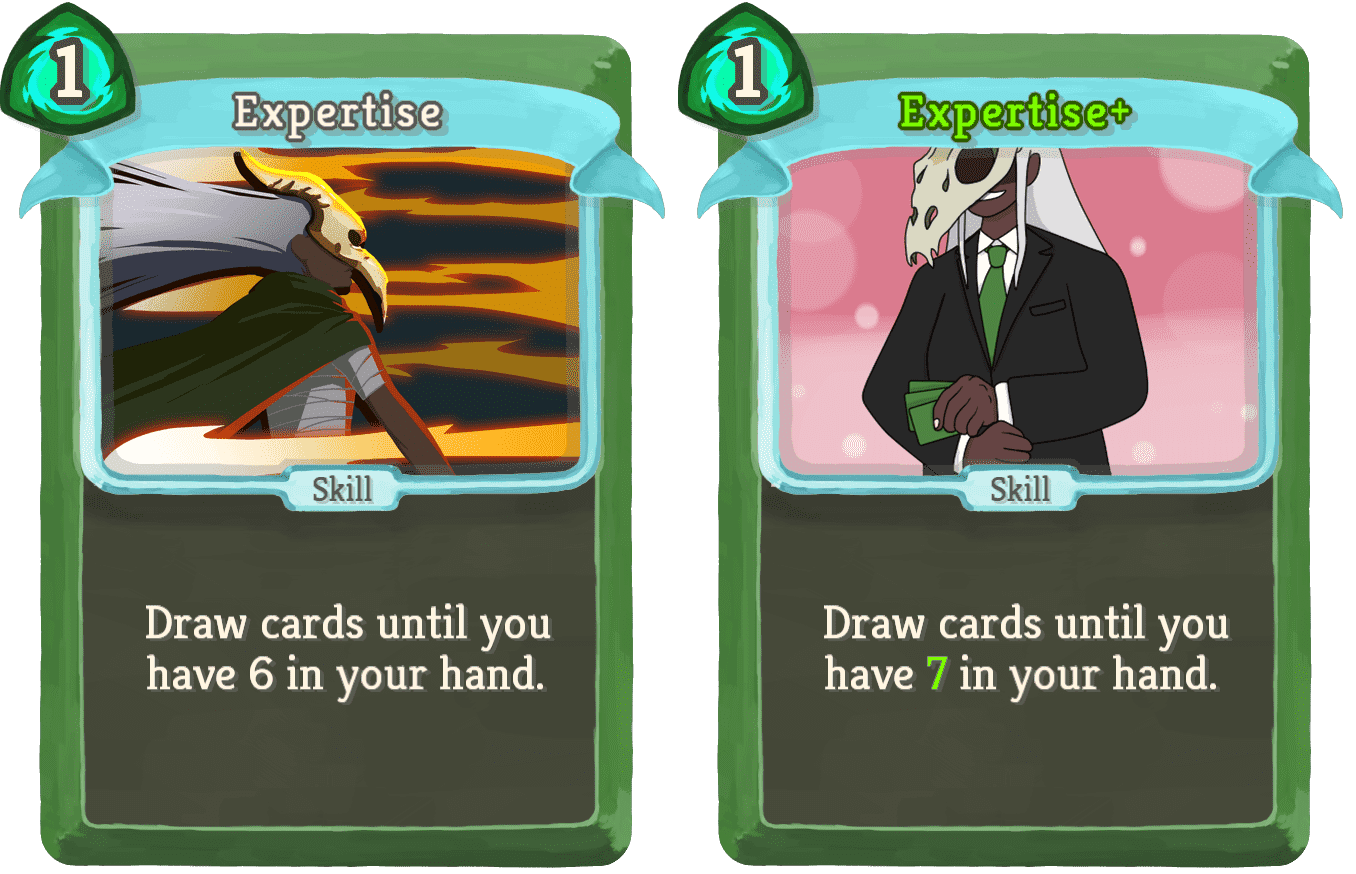 1
Expertise
Skill
Draw cards until you
have 6 in your hand.
1
Expertise+
Skill
Draw cards until you
have 7 in your hand.